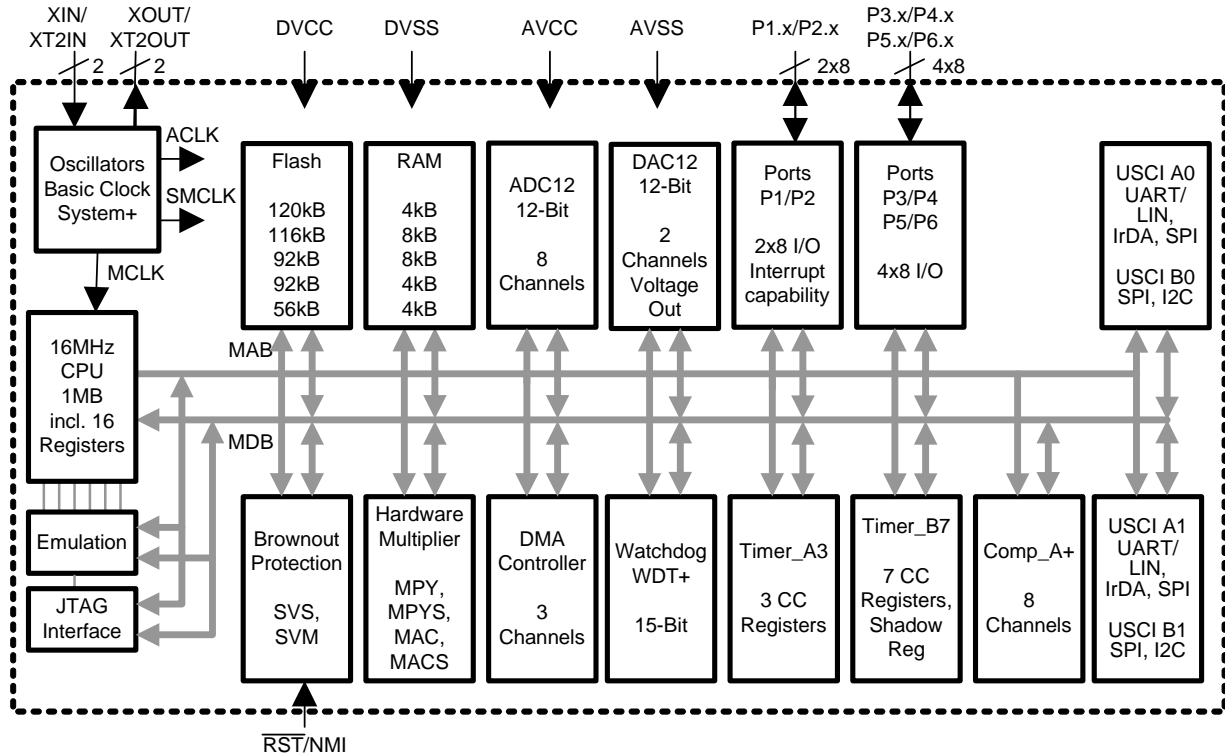 XIN/
XT2IN
XOUT/
XT2OUT
2
2
DVCC
DVSS
AVCC
AVSS
P1.x/P2.x
2x8
P3.x/P4.x
P5.x/P6.x
4x8
Oscillators
Basic Clock
System+
ACLK
SMCLK
MCLK
Flash
120kB
116kB
92kB
92kB
56kB
RAM
4kB
8kB
8kB
4kB
4kB
ADC12
12-Bit
8
Channels
DAC12
12-Bit
2
Channels
Voltage
Out
Ports
P1/P2
2x8 I/O
Interrupt
capability
Ports
P3/P4
P5/P6
4x8 I/O
USCI A0
UART/
LIN,
IrDA, SPI
USCI B0
SPI, I2C
16MHz
CPU
1MB
incl. 16
Registers
MAB
MDB
Emulation
JTAG
Interface
Brownout
Protection
SVS,
SVM
Hardware
Multiplier
MPY,
MPYS,
MAC,
MACS
DMA
Controller
3
Channels
Watchdog
WDT+
15-Bit
Timer_A3
3 CC
Registers
Timer_B7
7 CC
Registers,
Shadow
Reg
Comp_A+
8
Channels
USCI A1
UART/
LIN,
IrDA, SPI
USCI B1
SPI, I2C
RST/NMI